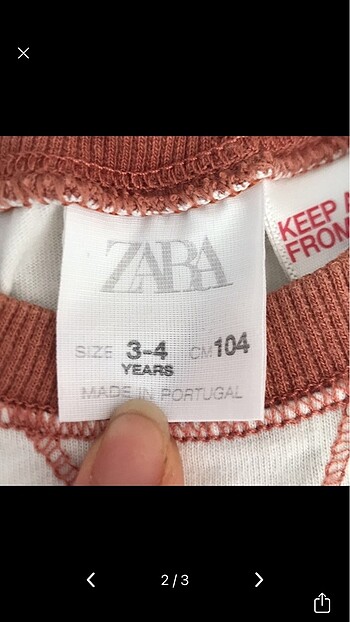 ZARA
SIZE 3-4 CM 104
YEARS
MADE IN PORTUGAL
KEEP
FROM
2/3